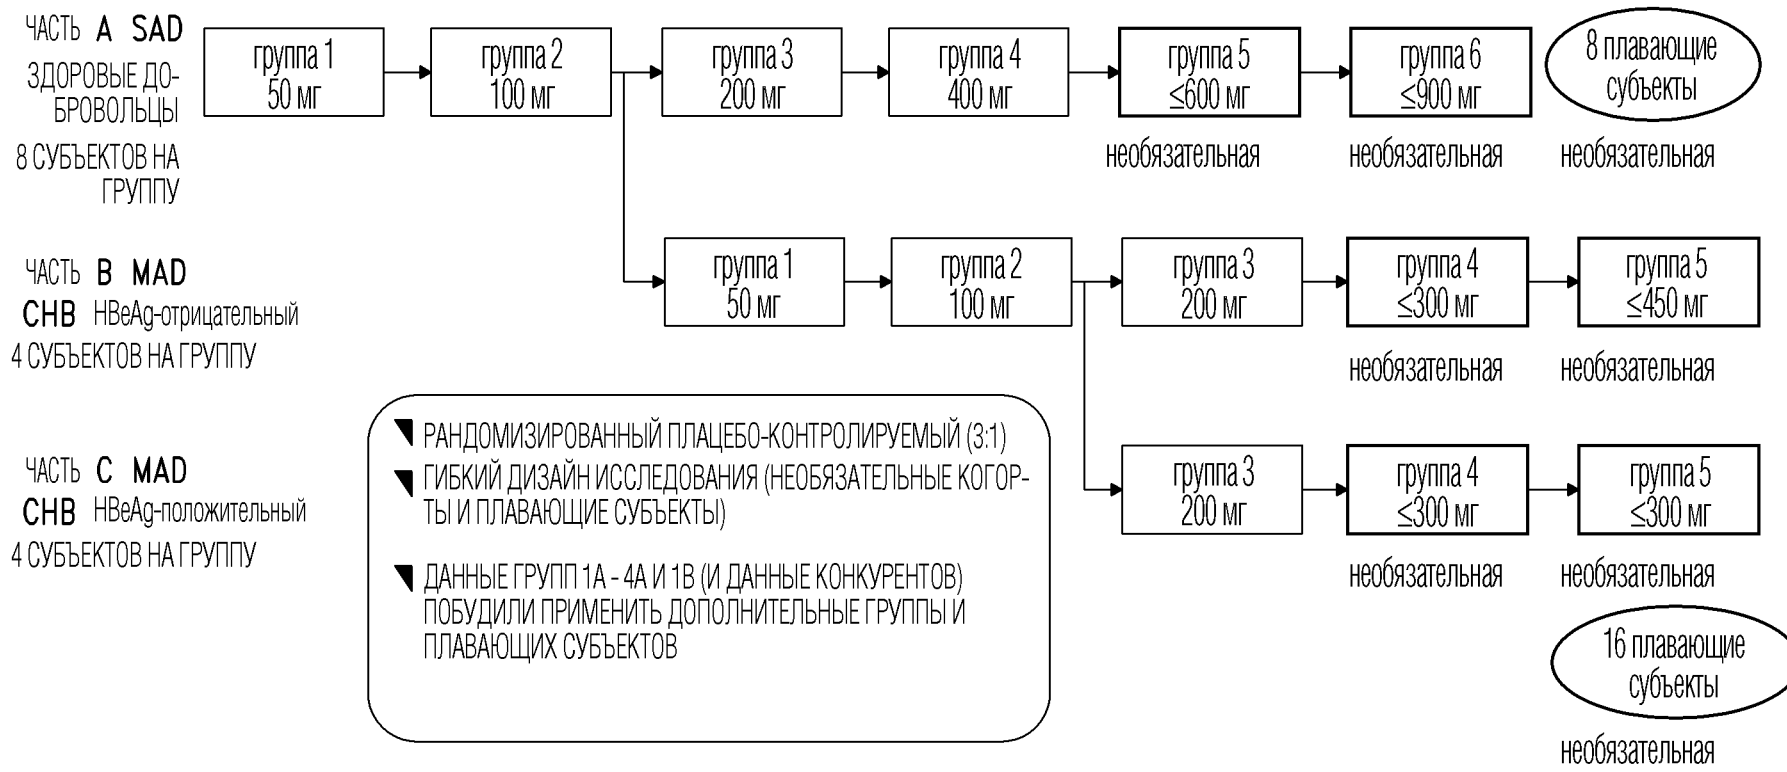 ЧАСТЬ A SAD
ЗДОРОВЫЕ ДО-
БРОВОЛЬЦЫ
8 СУБЪЕКТОВ НА
ГРУППУ
группа 1
50 мг
группа 2
100 мг
группа 3
200 мг
группа 4
400 мг
группа 5
≤600 мг
необязательная
группа 6
≤900 мг
необязательная
8 плавающие
субъекты
необязательная
ЧАСТЬ B MAD
CHB HBeAg-отрицательный
4 СУБЪЕКТОВ НА ГРУППУ
группа 1
50 мг
группа 2
100 мг
группа 3
200 мг
группа 4
≤300 мг
необязательная
группа 5
≤450 мг
необязательная
ЧАСТЬ C MAD
CHB HBeAg-положительный
4 СУБЪЕКТОВ НА ГРУППУ
группа 3
200 мг
группа 4
≤300 мг
необязательная
группа 5
≤300 мг
необязательная
16 плавающие
субъекты
необязательная
РАНДОМИЗИРОВАННЫЙ ПЛАЦЕБО-КОНТРОЛИРУЕМЫЙ (3:1)
ГИБКИЙ ДИЗАЙН ИССЛЕДОВАНИЯ (НЕОБЯЗАТЕЛЬНЫЕ КОГОР-
ТЫ И ПЛАВАЮЩИЕ СУБЪЕКТЫ)
ДАННЫЕ ГРУПП 1А - 4А И 1В (И ДАННЫЕ КОНКУРЕНТОВ)
ПОБУДИЛИ ПРИМЕНИТЬ ДОПОЛНИТЕЛЬНЫЕ ГРУППЫ И
ПЛАВАЮЩИХ СУБЪЕКТОВ